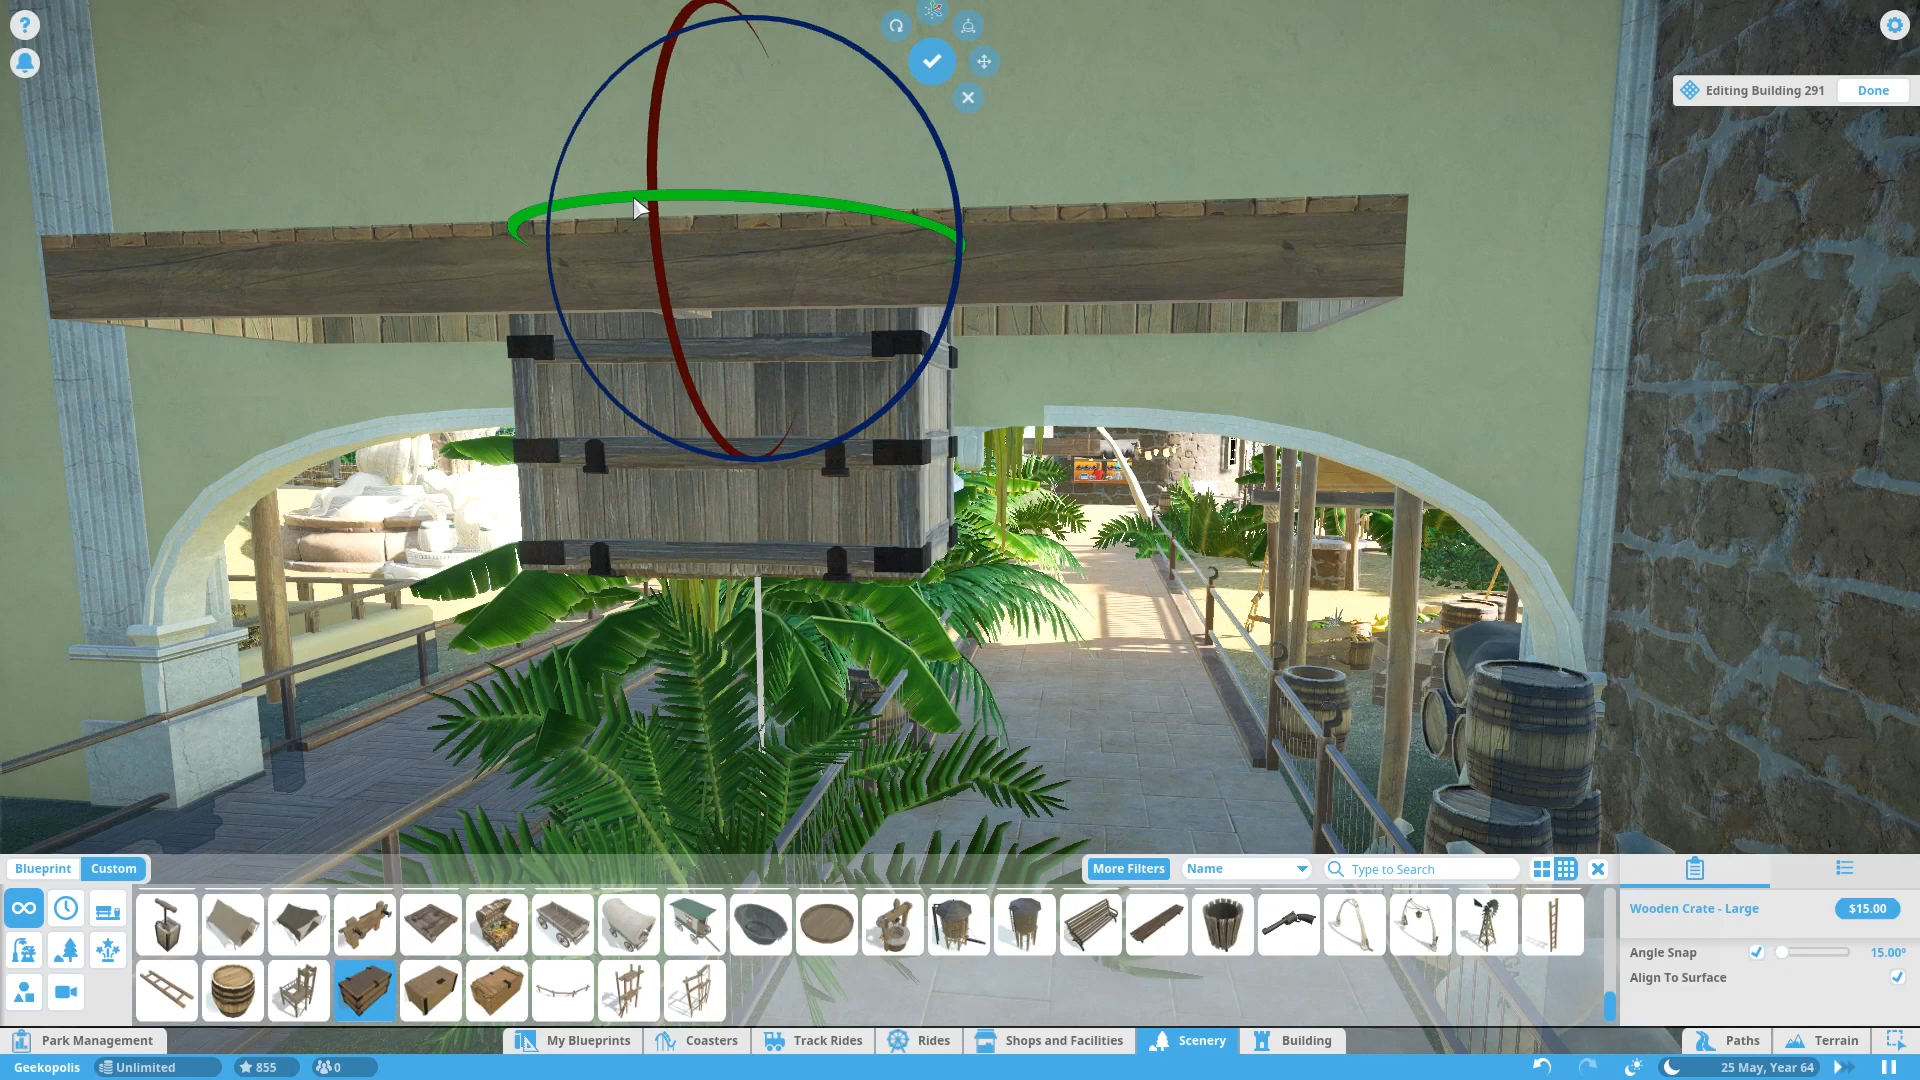 ?
Editing Building 291
Done
Blueprint
Custom
More Filters
Name
Type to Search
Wooden Crate - Large
$15.00
Angle Snap
15.00°
Align To Surface
Park Management
My Blueprints
Coasters
Track Rides
Rides
Shops and Facilities
Scenery
Building
Paths
Terrain
Geekopolis
Unlimited
855
0
25 May, Year 64